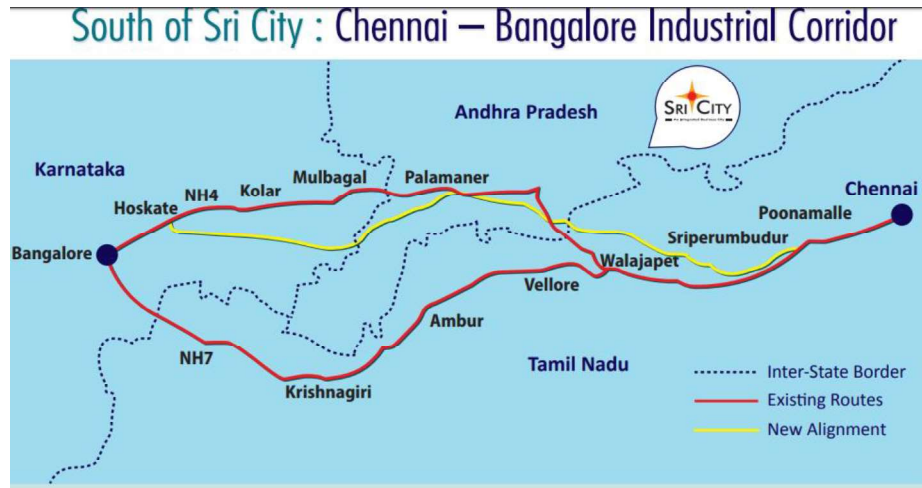 South of Sri City : Chennai – Bangalore Industrial Corridor
SRI CITY
Andhra Pradesh
Karnataka
Mulbagal
Palamaner
Kolar
NH4
Hoskate
Chennai
Poonamalle
Sriperumbudur
Bangalore
Walajapet
Vellore
Ambur
NH7
Krishnagiri
Tamil Nadu
Inter-State Border
Existing Routes
New Alignment